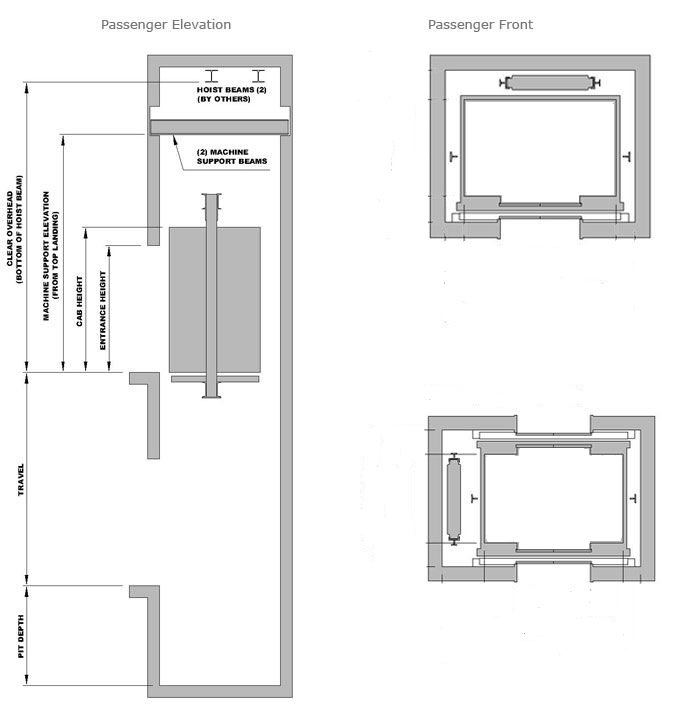 Passenger Elevation
Passenger Front
HOIST BEAMS (2)
(BY OTHERS)
(2) MACHINE
SUPPORT BEAMS
CLEAR OVERHEAD
(BOTTOM OF HOIST BEAM)
MACHINE SUPPORT ELEVATION
(FROM TOP LANDING)
CAB HEIGHT
ENTRANCE HEIGHT
TRAVEL
PIT DEPTH